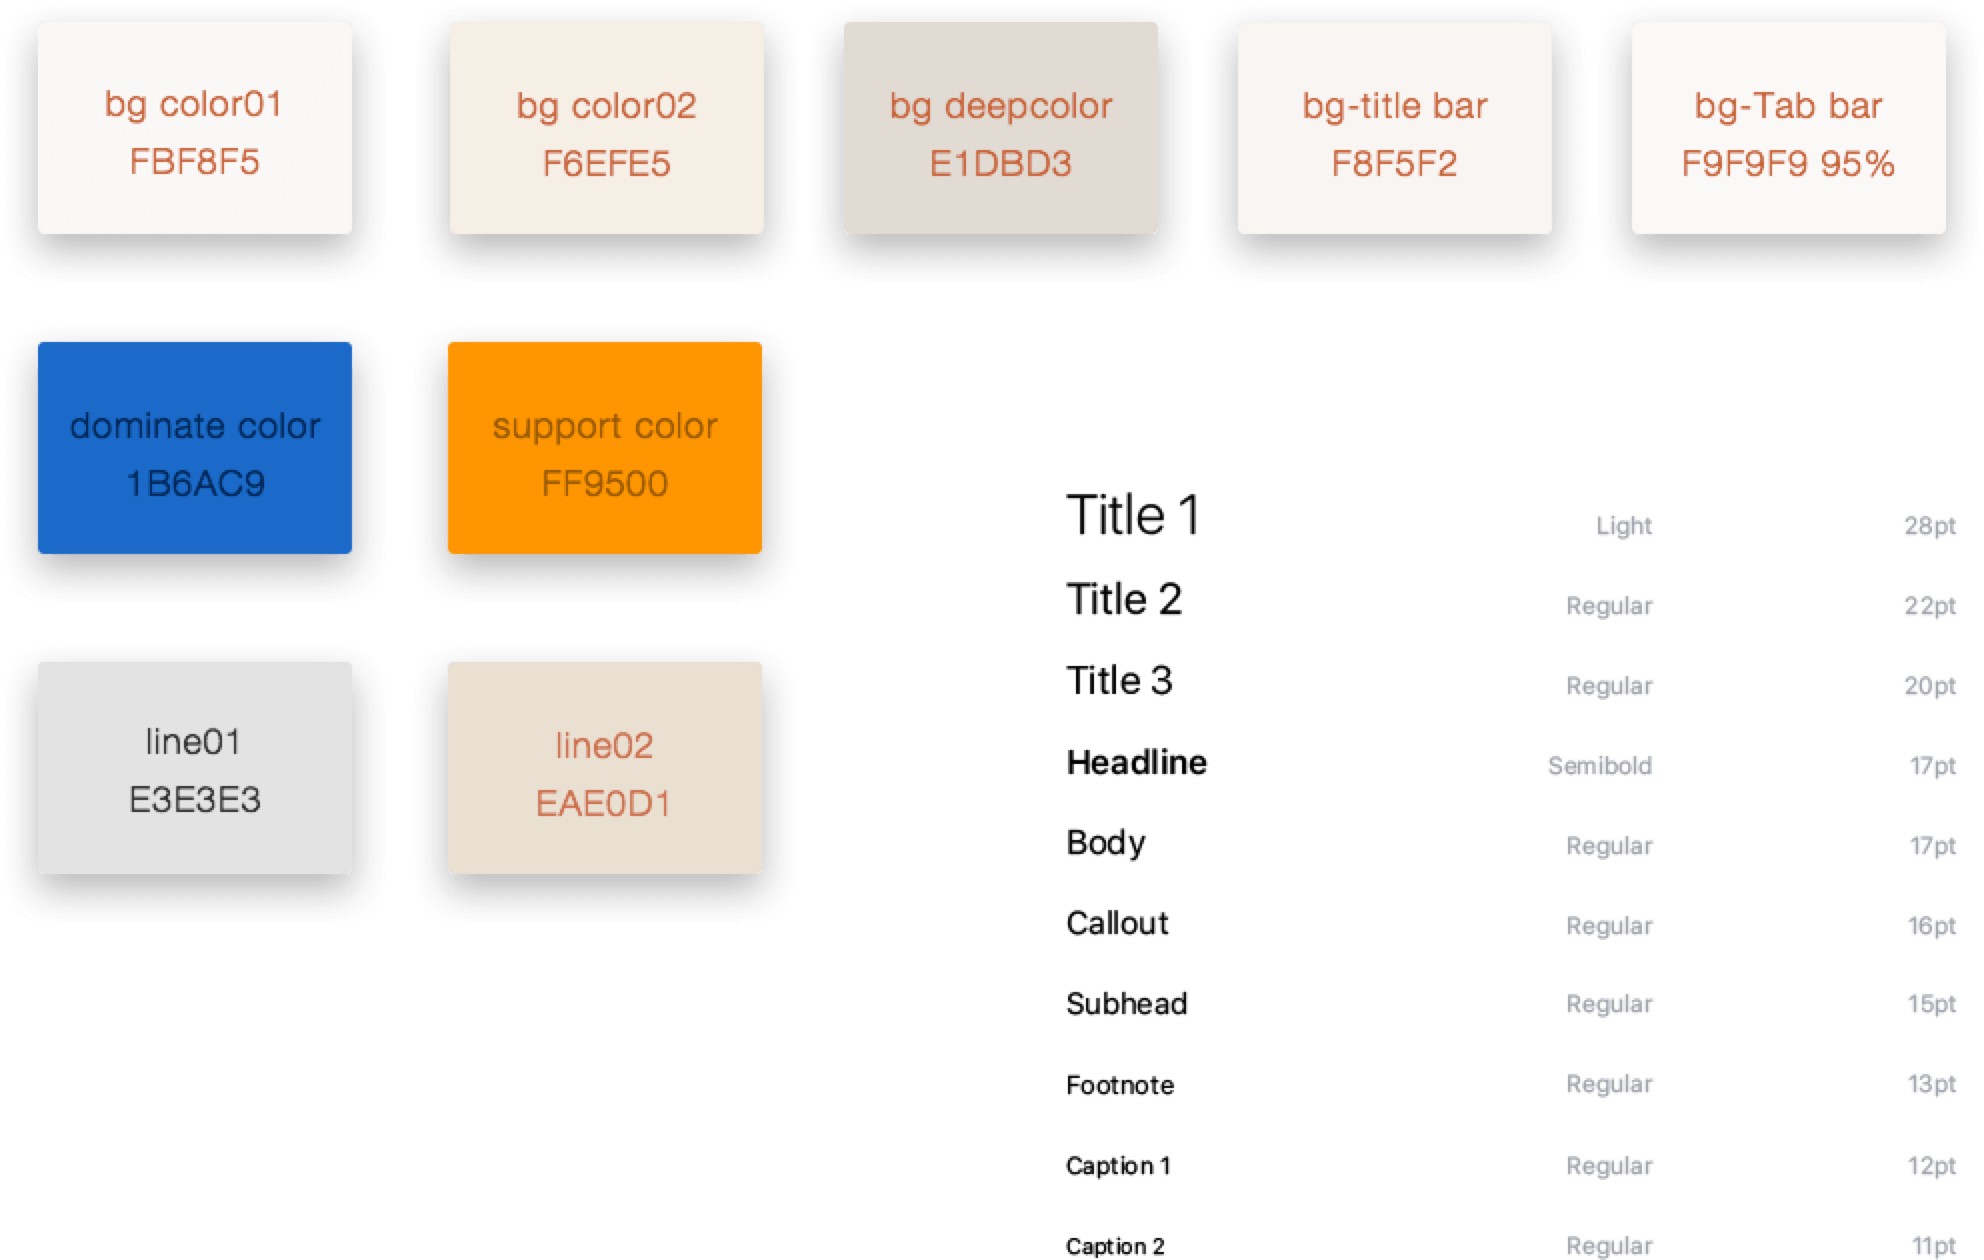 bg color01
FBF8F5
bg color02
F6EFE5
bg deepcolor
E1DBD3
bg-title bar
F8F5F2
bg-Tab bar
F9F9F9 95%
dominate color
1B6AC9
support color
FF9500
line01
E3E3E3
line02
EAE0D1
Title 1 Light 28pt
Title 2 Regular 22pt
Title 3 Regular 20pt
Headline Semibold 17pt
Body Regular 17pt
Callout Regular 16pt
Subhead Regular 15pt
Footnote Regular 13pt
Caption 1 Regular 12pt
Caption 2 Regular 11pt